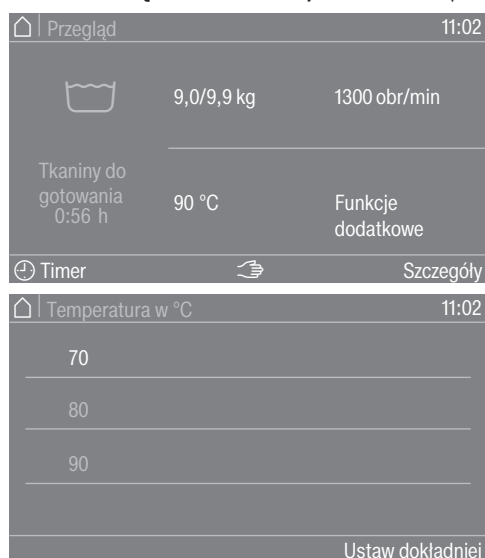 Przegląd 11:02
9,0/9,9 kg 1300 obr/min
Tkaniny do
gotowania
0:56 h
90 °C Funkcje
dodatkowe
Timer Szczegóły
Temperatura w °C 11:02
70
80
90
Ustaw dokładniej